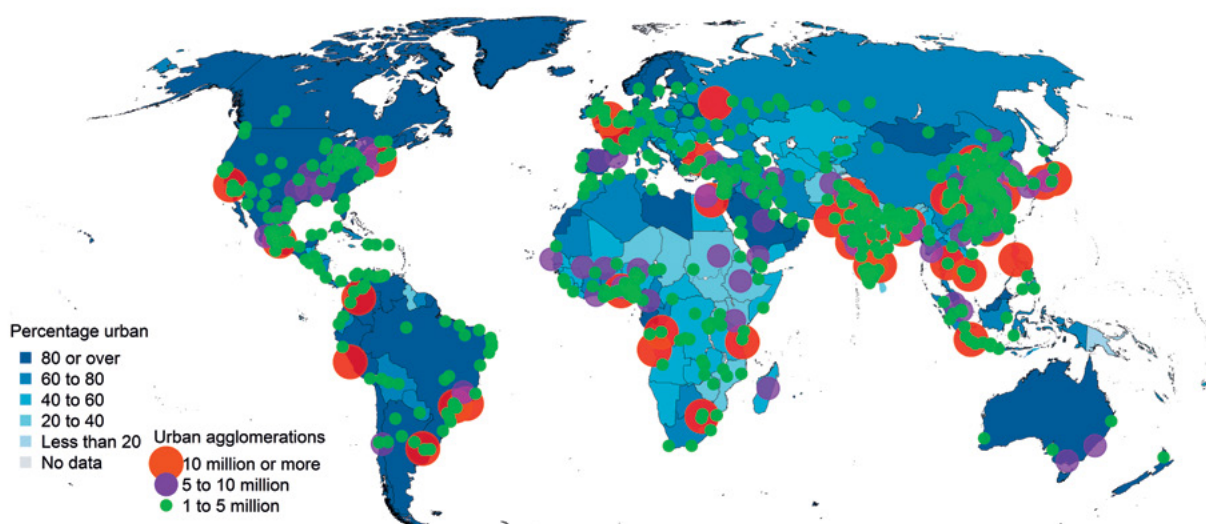 Percentage urban
80 or over
60 to 80
40 to 60
20 to 40
Less than 20
No data
Urban agglomerations
10 million or more
5 to 10 million
1 to 5 million